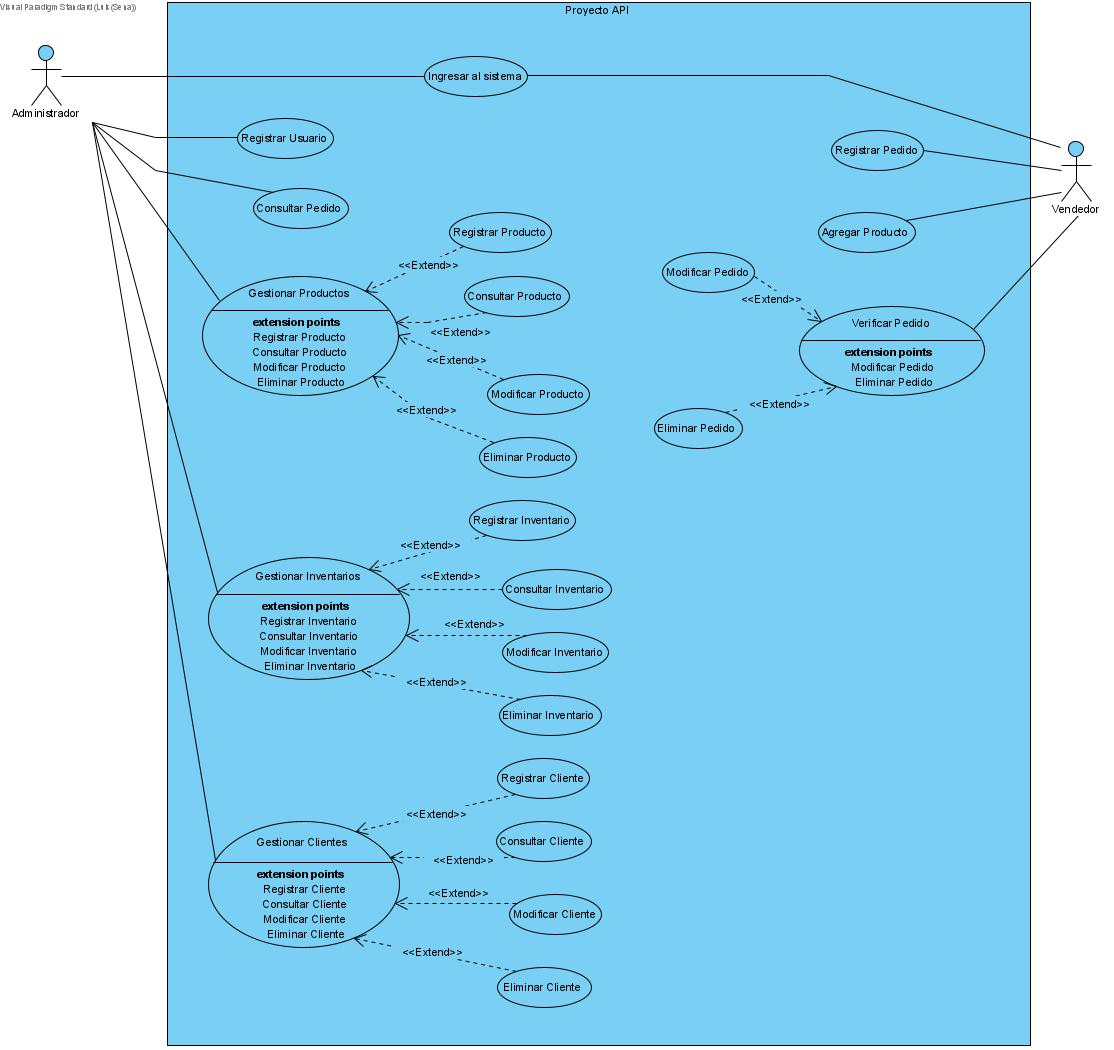 Visual Paradigm Standard (Luis (Sena))
Proyecto API
Ingresar al sistema
Administrador
Registrar Usuario
Registrar Pedido
Consultar Pedido
Vendedor
Registrar Producto
Agregar Producto
<<Extend>>
Modificar Pedido
Gestionar Productos
Consultar Producto
<<Extend>>
extension points
Registrar Producto
Consultar Producto
Modificar Producto
Eliminar Producto
<<Extend>>
Verificar Pedido
extension points
Modificar Pedido
Eliminar Pedido
<<Extend>>
Modificar Producto
<<Extend>>
<<Extend>>
Eliminar Pedido
Eliminar Producto
Registrar Inventario
<<Extend>>
Gestionar Inventarios
<<Extend>>
Consultar Inventario
extension points
Registrar Inventario
Consultar Inventario
Modificar Inventario
Eliminar Inventario
<<Extend>>
Modificar Inventario
<<Extend>>
Eliminar Inventario
Registrar Cliente
<<Extend>>
Gestionar Clientes
Consultar Cliente
<<Extend>>
extension points
Registrar Cliente
Consultar Cliente
Modificar Cliente
Eliminar Cliente
<<Extend>>
Modificar Cliente
<<Extend>>
Eliminar Cliente